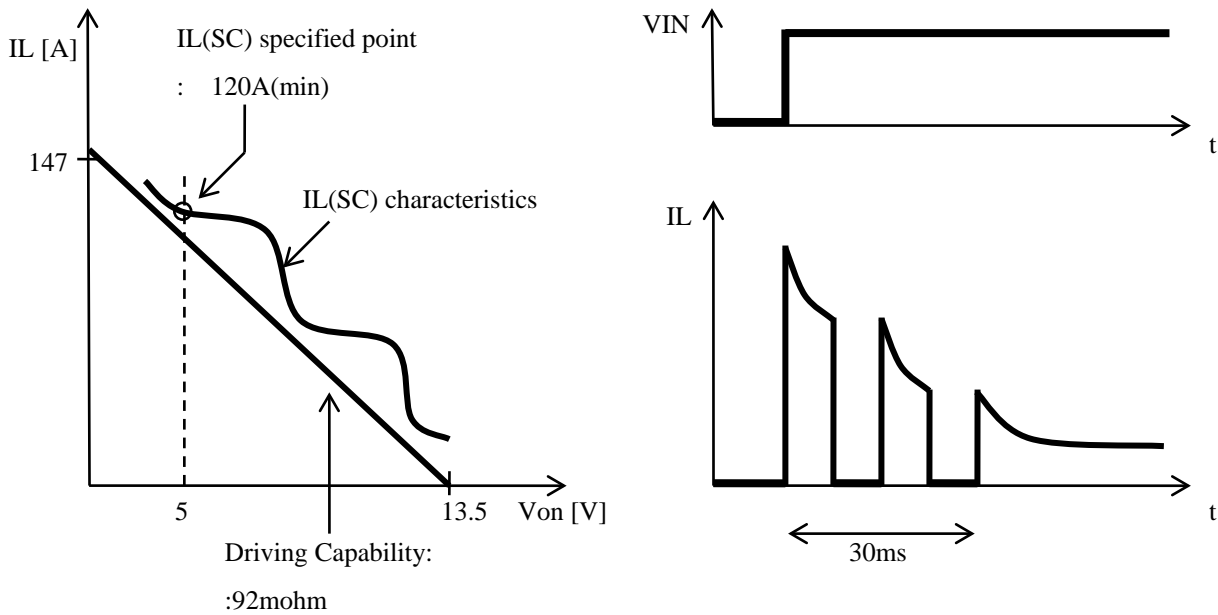 IL [A]
IL(SC) specified point
: 120A(min)
147
IL(SC) characteristics
5
13.5
Von [V]
Driving Capability:
:92mohm
VIN
t
IL
t
30ms